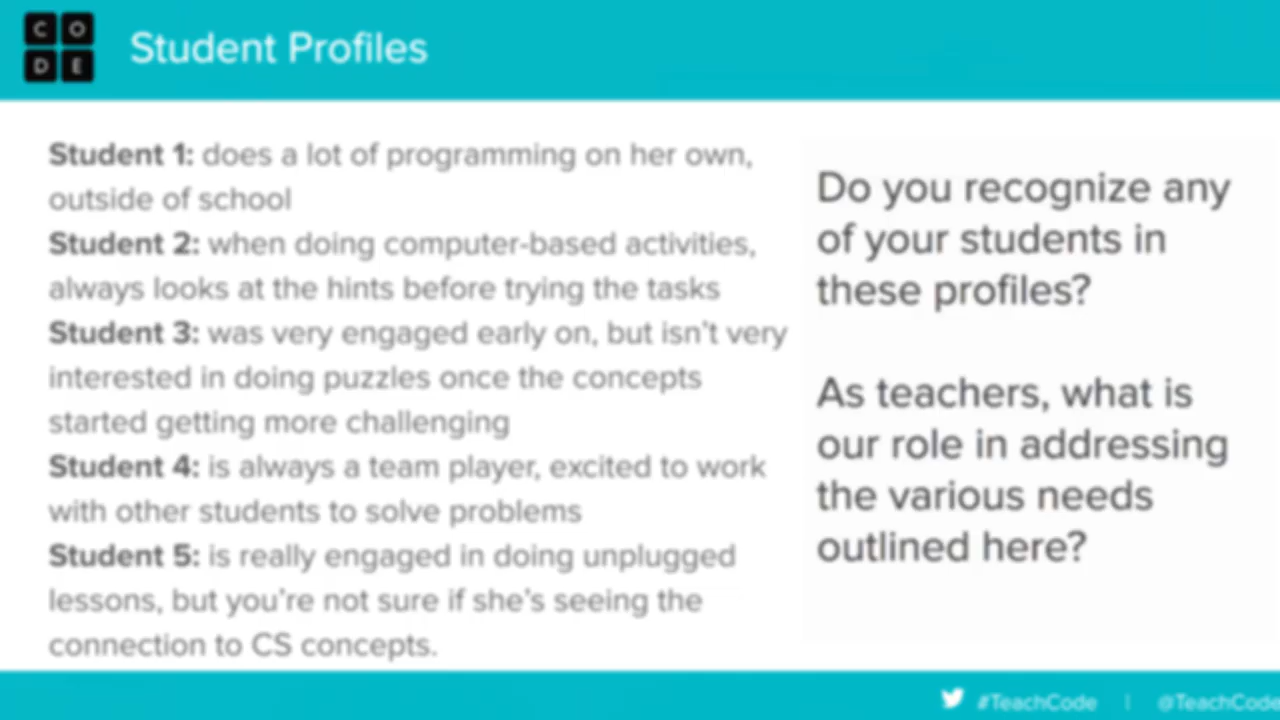 C O
D E
Student Profiles
Student 1: does a lot of programming on her own,
outside of school
Student 2: when doing computer-based activities,
always looks at the hints before trying the tasks
Student 3: was very engaged early on, but isn't very
interested in doing puzzles once the concepts
started getting more challenging
Student 4: is always a team player, excited to work
with other students to solve problems
Student 5: is really engaged in doing unplugged
lessons, but you're not sure if she's seeing the
connection to CS concepts.
Do you recognize any
of your students in
these profiles?
As teachers, what is
our role in addressing
the various needs
outlined here?
#TeachCode | @TeachCode